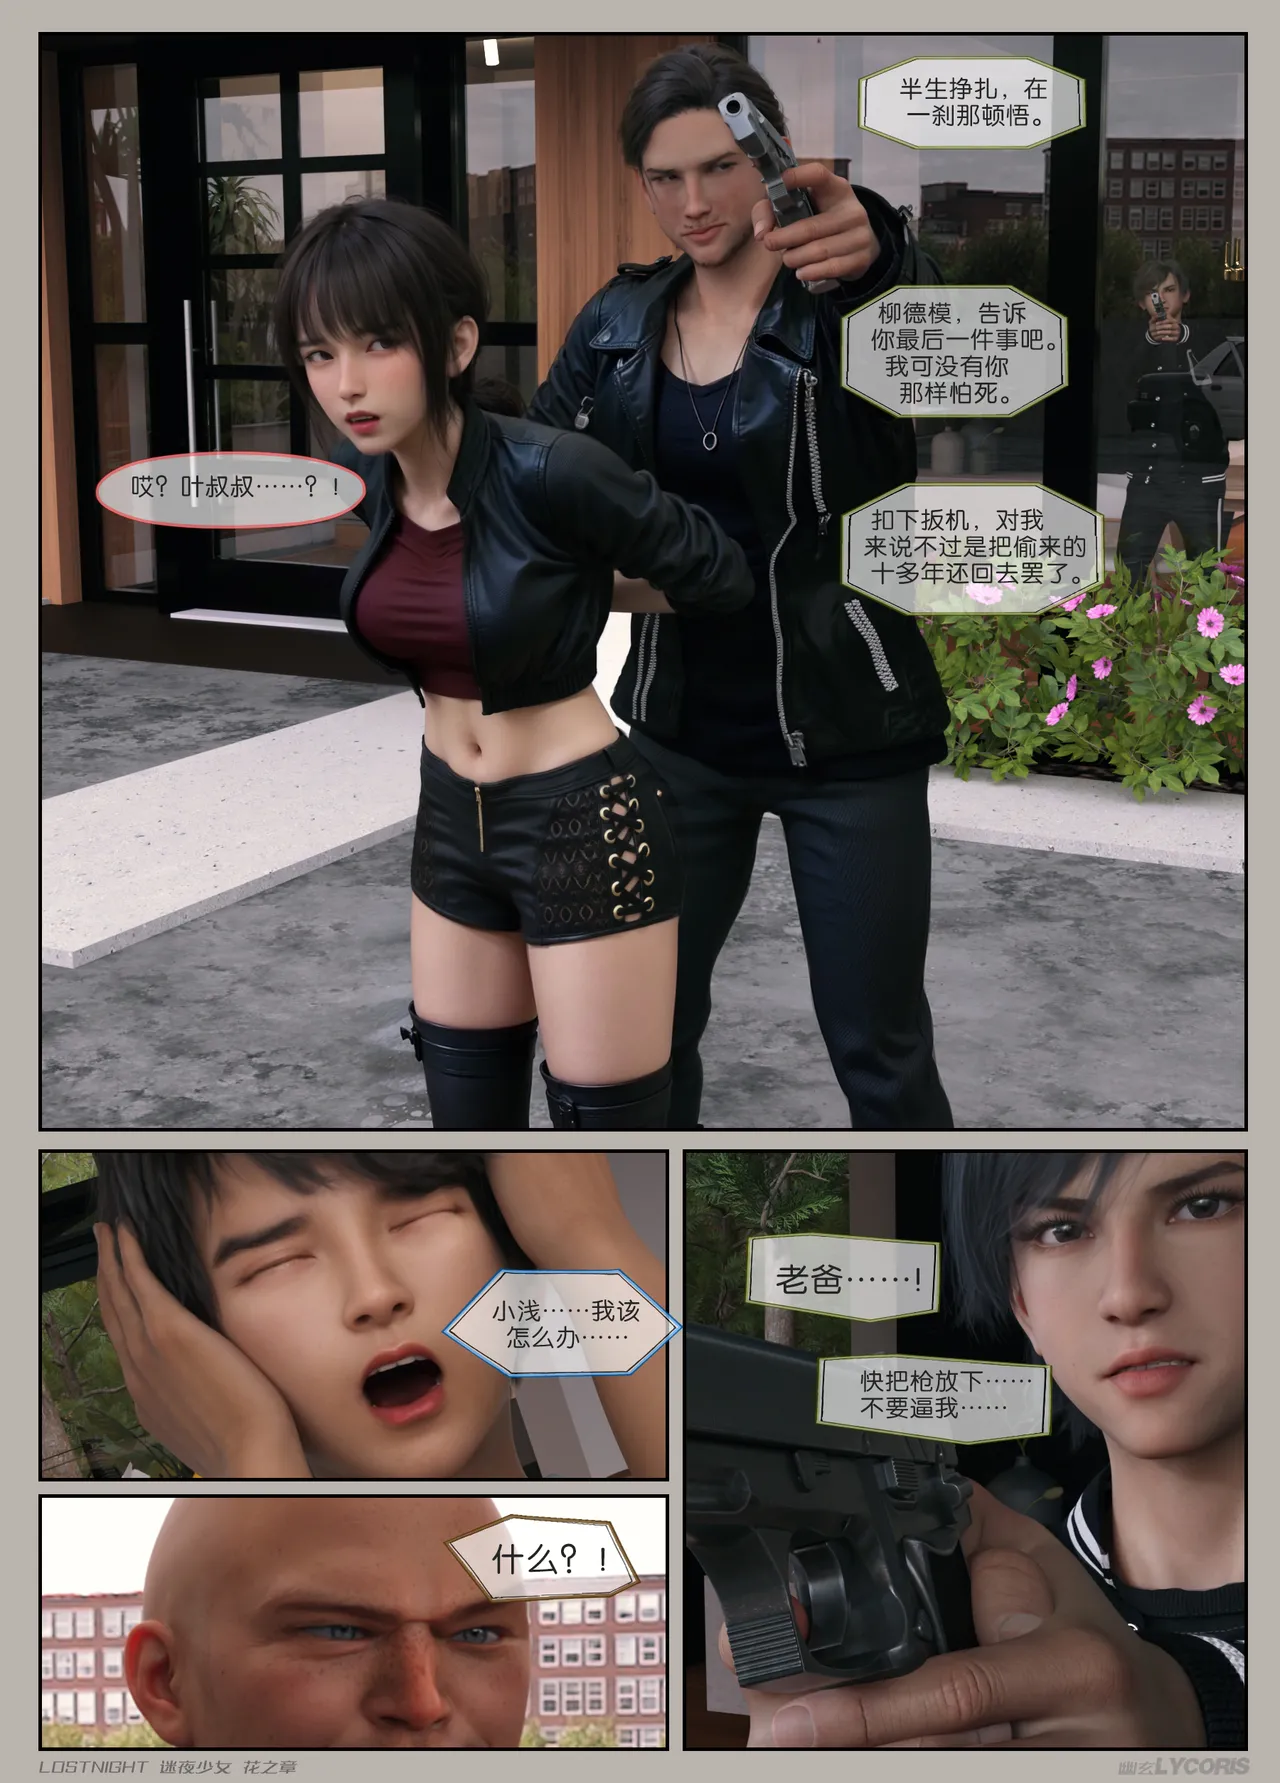 半生挣扎，在
一刹那顿悟。
柳德模，告诉
你最后一件事吧。
我可没有你
那样怕死。
哎？叶叔叔……？！
扣下扳机，对我
来说不过是把偷来的
十多年还回去罢了。
小浅……我该
怎么办……
老爸……！
快把枪放下……
不要逼我……
什么？！
LOSTNIGHT 迷夜少女 花之章
幽玄LYCORIS